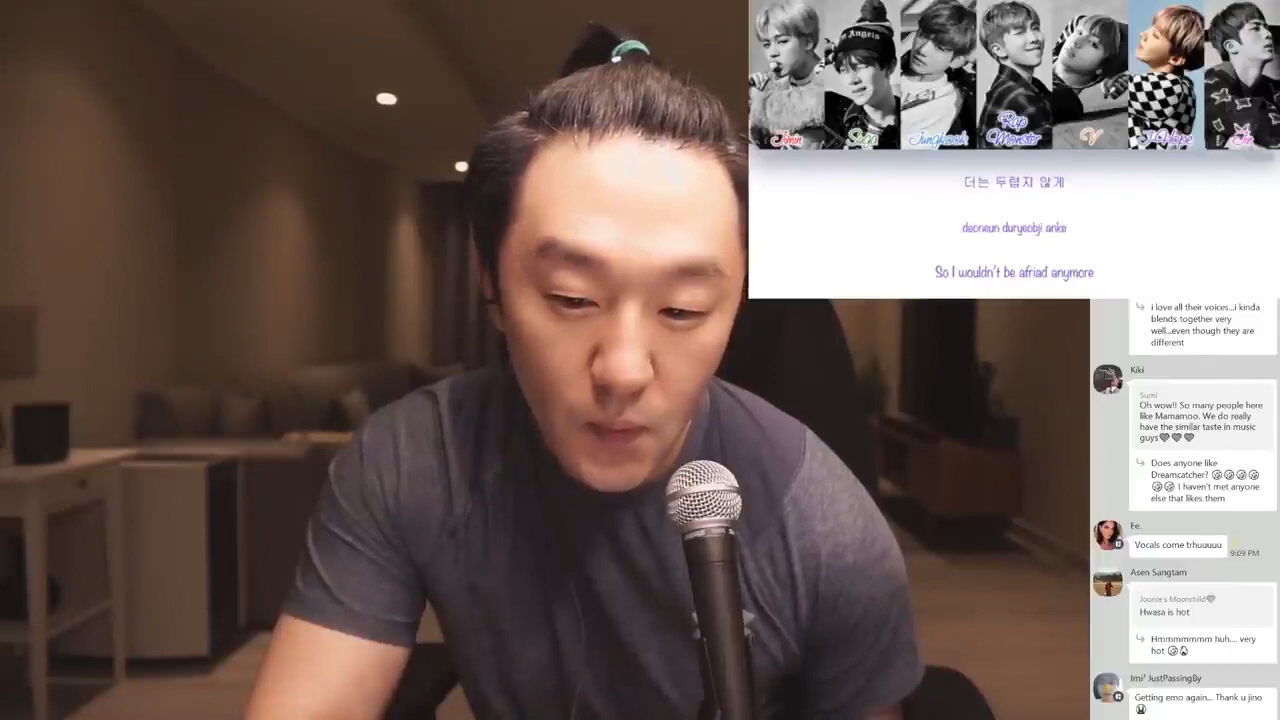 Angels
Jimin
Suga
Jungkook
Rap
Monster
V
J-Hope
Jin
더는 두렵지 않게
deoneun duryeobji anke
So I wouldn't be afriad anymore
i love all their voices...i kinda
blends together very
well...even though they are
different
Kiki
Sumi
Oh wow!! So many people here
like Mamamoo. We do really
have the similar taste in music
guys
Does anyone like
Dreamcatcher?
I haven't met anyone
else that likes them
Fe.
Vocals come trhuuuuu
9:09 PM
Asen Sangtam
Joonie's Moonchild
Hwasa is hot
Hmmmmmmm huh.... very
hot
Imi' JustPassingBy
Getting emo again... Thank u jino